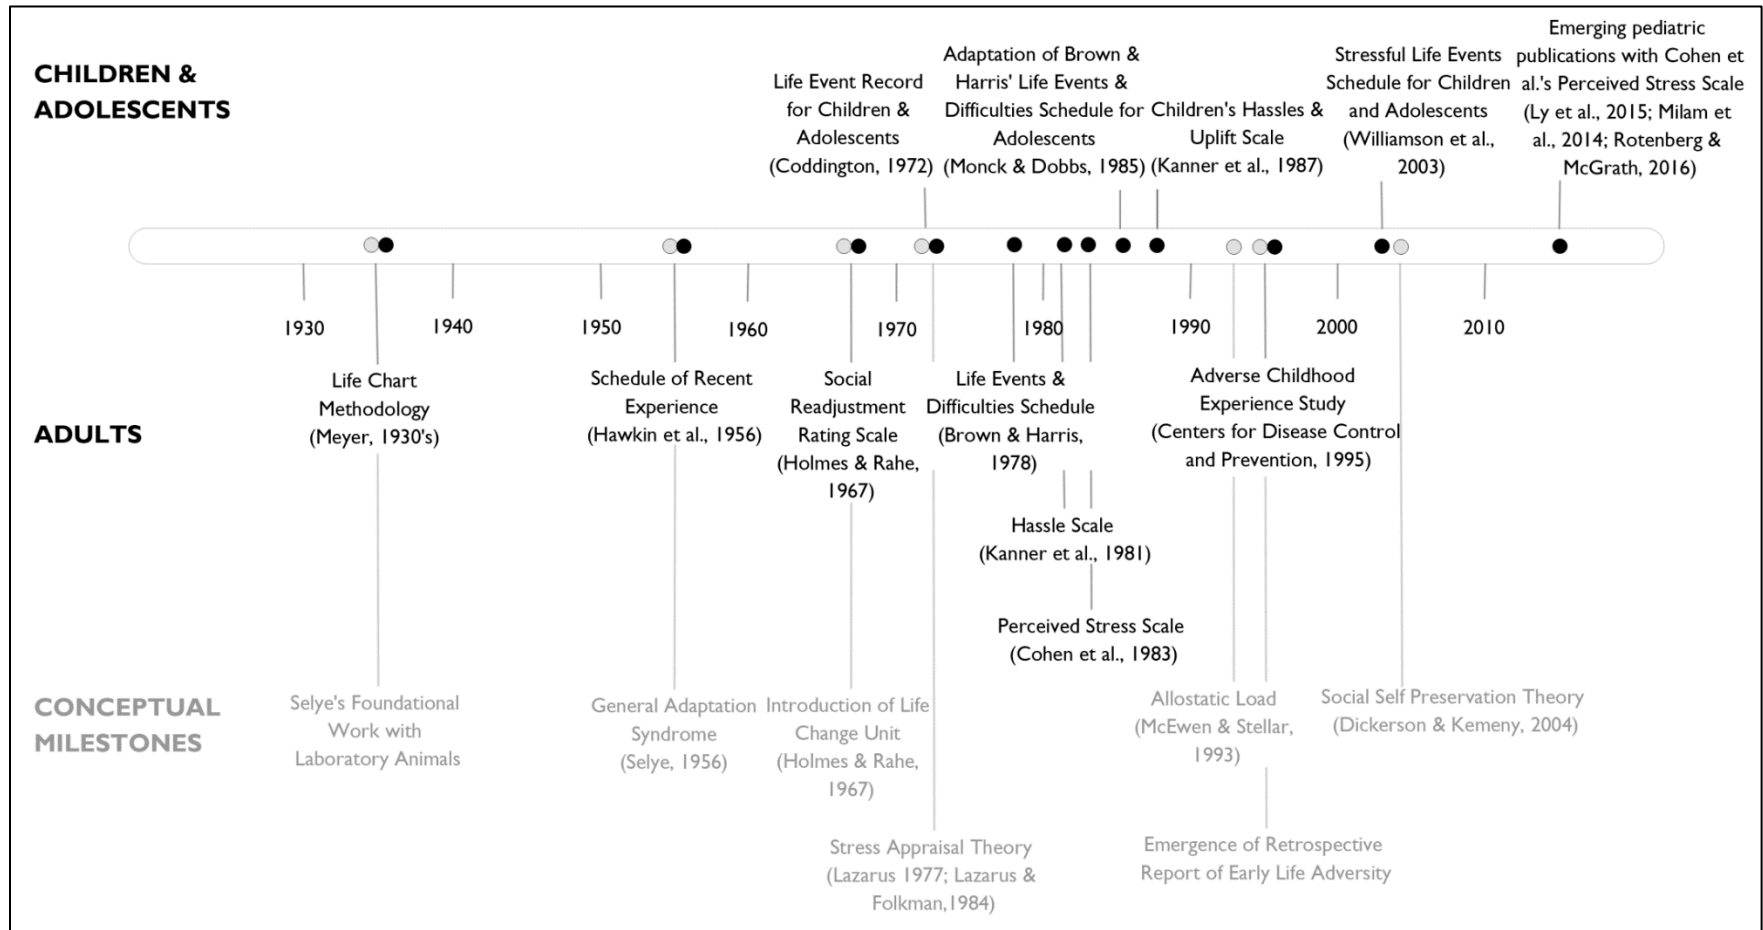 CHILDREN &
ADOLESCENTS
Life Event Record
for Children &
Adolescents
(Coddington, 1972)
Adaptation of Brown &
Harris' Life Events &
Difficulties Schedule for
Adolescents
(Monck & Dobbs, 1985)
Children's Hassles &
Uplift Scale
(Kanner et al., 1987)
Stressful Life Events
Schedule for Children
and Adolescents
(Williamson et al.,
2003)
Emerging pediatric
publications with Cohen et
al.'s Perceived Stress Scale
(Ly et al., 2015; Milam et
al., 2014; Rotenberg &
McGrath, 2016)
1930
1940
1950
1960
1970
1980
1990
2000
2010
ADULTS
Life Chart
Methodology
(Meyer, 1930's)
Schedule of Recent
Experience
(Hawkin et al., 1956)
Social
Readjustment
Rating Scale
(Holmes & Rahe,
1967)
Life Events &
Difficulties Schedule
(Brown & Harris,
1978)
Hassle Scale
(Kanner et al., 1981)
Perceived Stress Scale
(Cohen et al., 1983)
Adverse Childhood
Experience Study
(Centers for Disease Control
and Prevention, 1995)
CONCEPTUAL
MILESTONES
Selye's Foundational
Work with
Laboratory Animals
General Adaptation
Syndrome
(Selye, 1956)
Introduction of Life
Change Unit
(Holmes & Rahe,
1967)
Stress Appraisal Theory
(Lazarus 1977; Lazarus &
Folkman,1984)
Allostatic Load
(McEwen & Stellar,
1993)
Emergence of Retrospective
Report of Early Life Adversity
Social Self Preservation Theory
(Dickerson & Kemeny, 2004)